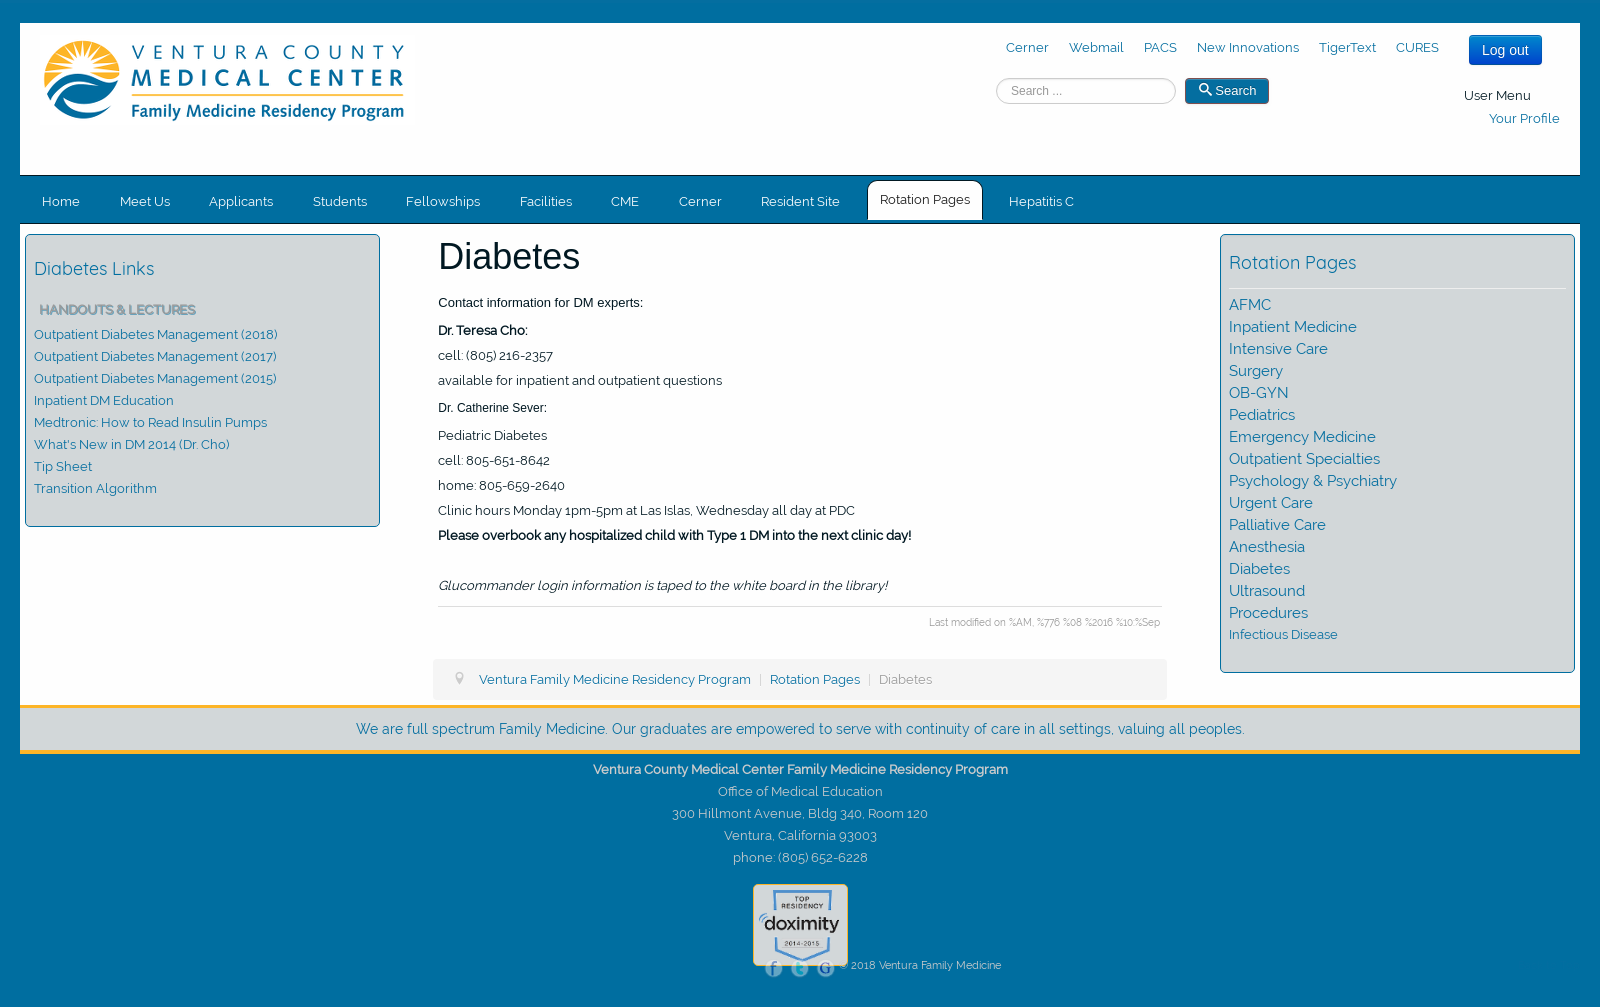 VENTURA COUNTY
MEDICAL CENTER
Family Medicine Residency Program
Cerner Webmail PACS New Innovations TigerText CURES
Log out
Search ...
Search
User Menu
Your Profile
Home Meet Us Applicants Students Fellowships Facilities CME Cerner Resident Site Rotation Pages Hepatitis C
Diabetes Links
HANDOUTS & LECTURES
Outpatient Diabetes Management (2018)
Outpatient Diabetes Management (2017)
Outpatient Diabetes Management (2015)
Inpatient DM Education
Medtronic: How to Read Insulin Pumps
What's New in DM 2014 (Dr. Cho)
Tip Sheet
Transition Algorithm
Diabetes
Contact information for DM experts:
Dr. Teresa Cho:
cell: (805) 216-2357
available for inpatient and outpatient questions
Dr. Catherine Sever:
Pediatric Diabetes
cell: 805-651-8642
home: 805-659-2640
Clinic hours Monday 1pm-5pm at Las Islas, Wednesday all day at PDC
Please overbook any hospitalized child with Type 1 DM into the next clinic day!
Glucommander login information is taped to the white board in the library!
Last modified on %AM, %776 %08 %2016 %10:%Sep
Ventura Family Medicine Residency Program | Rotation Pages | Diabetes
Rotation Pages
AFMC
Inpatient Medicine
Intensive Care
Surgery
OB-GYN
Pediatrics
Emergency Medicine
Outpatient Specialties
Psychology & Psychiatry
Urgent Care
Palliative Care
Anesthesia
Diabetes
Ultrasound
Procedures
Infectious Disease
We are full spectrum Family Medicine. Our graduates are empowered to serve with continuity of care in all settings, valuing all peoples.
Ventura County Medical Center Family Medicine Residency Program
Office of Medical Education
300 Hillmont Avenue, Bldg 340, Room 120
Ventura, California 93003
phone: (805) 652-6228
TOP
RESIDENCY
doximity
2014-2015
f t G © 2018 Ventura Family Medicine